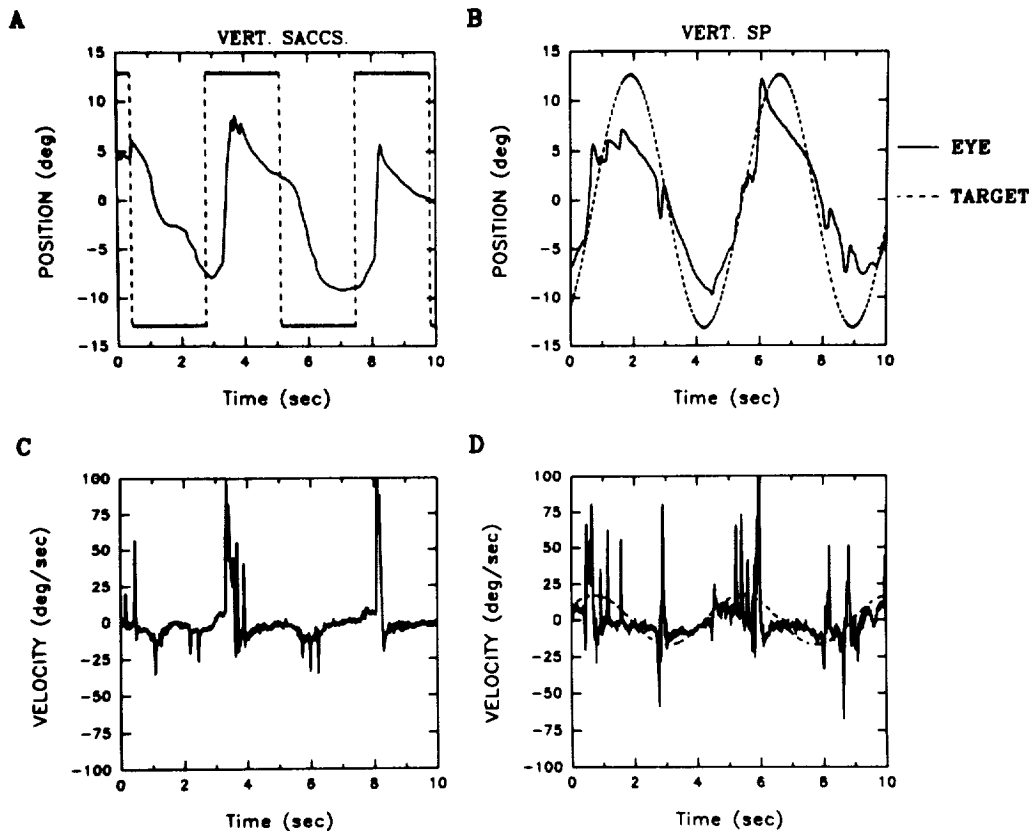 A
VERT. SACCS.
15
10
5
0
−5
−10
−15
POSITION (deg)
0 2 4 6 8 10
Time (sec)
B
VERT. SP
15
10
5
0
−5
−10
−15
POSITION (deg)
0 2 4 6 8 10
Time (sec)
EYE
TARGET
C
100
75
50
25
0
−25
−50
−75
−100
VELOCITY (deg/sec)
0 2 4 6 8 10
Time (sec)
D
100
75
50
25
0
−25
−50
−75
−100
VELOCITY (deg/sec)
0 2 4 6 8 10
Time (sec)